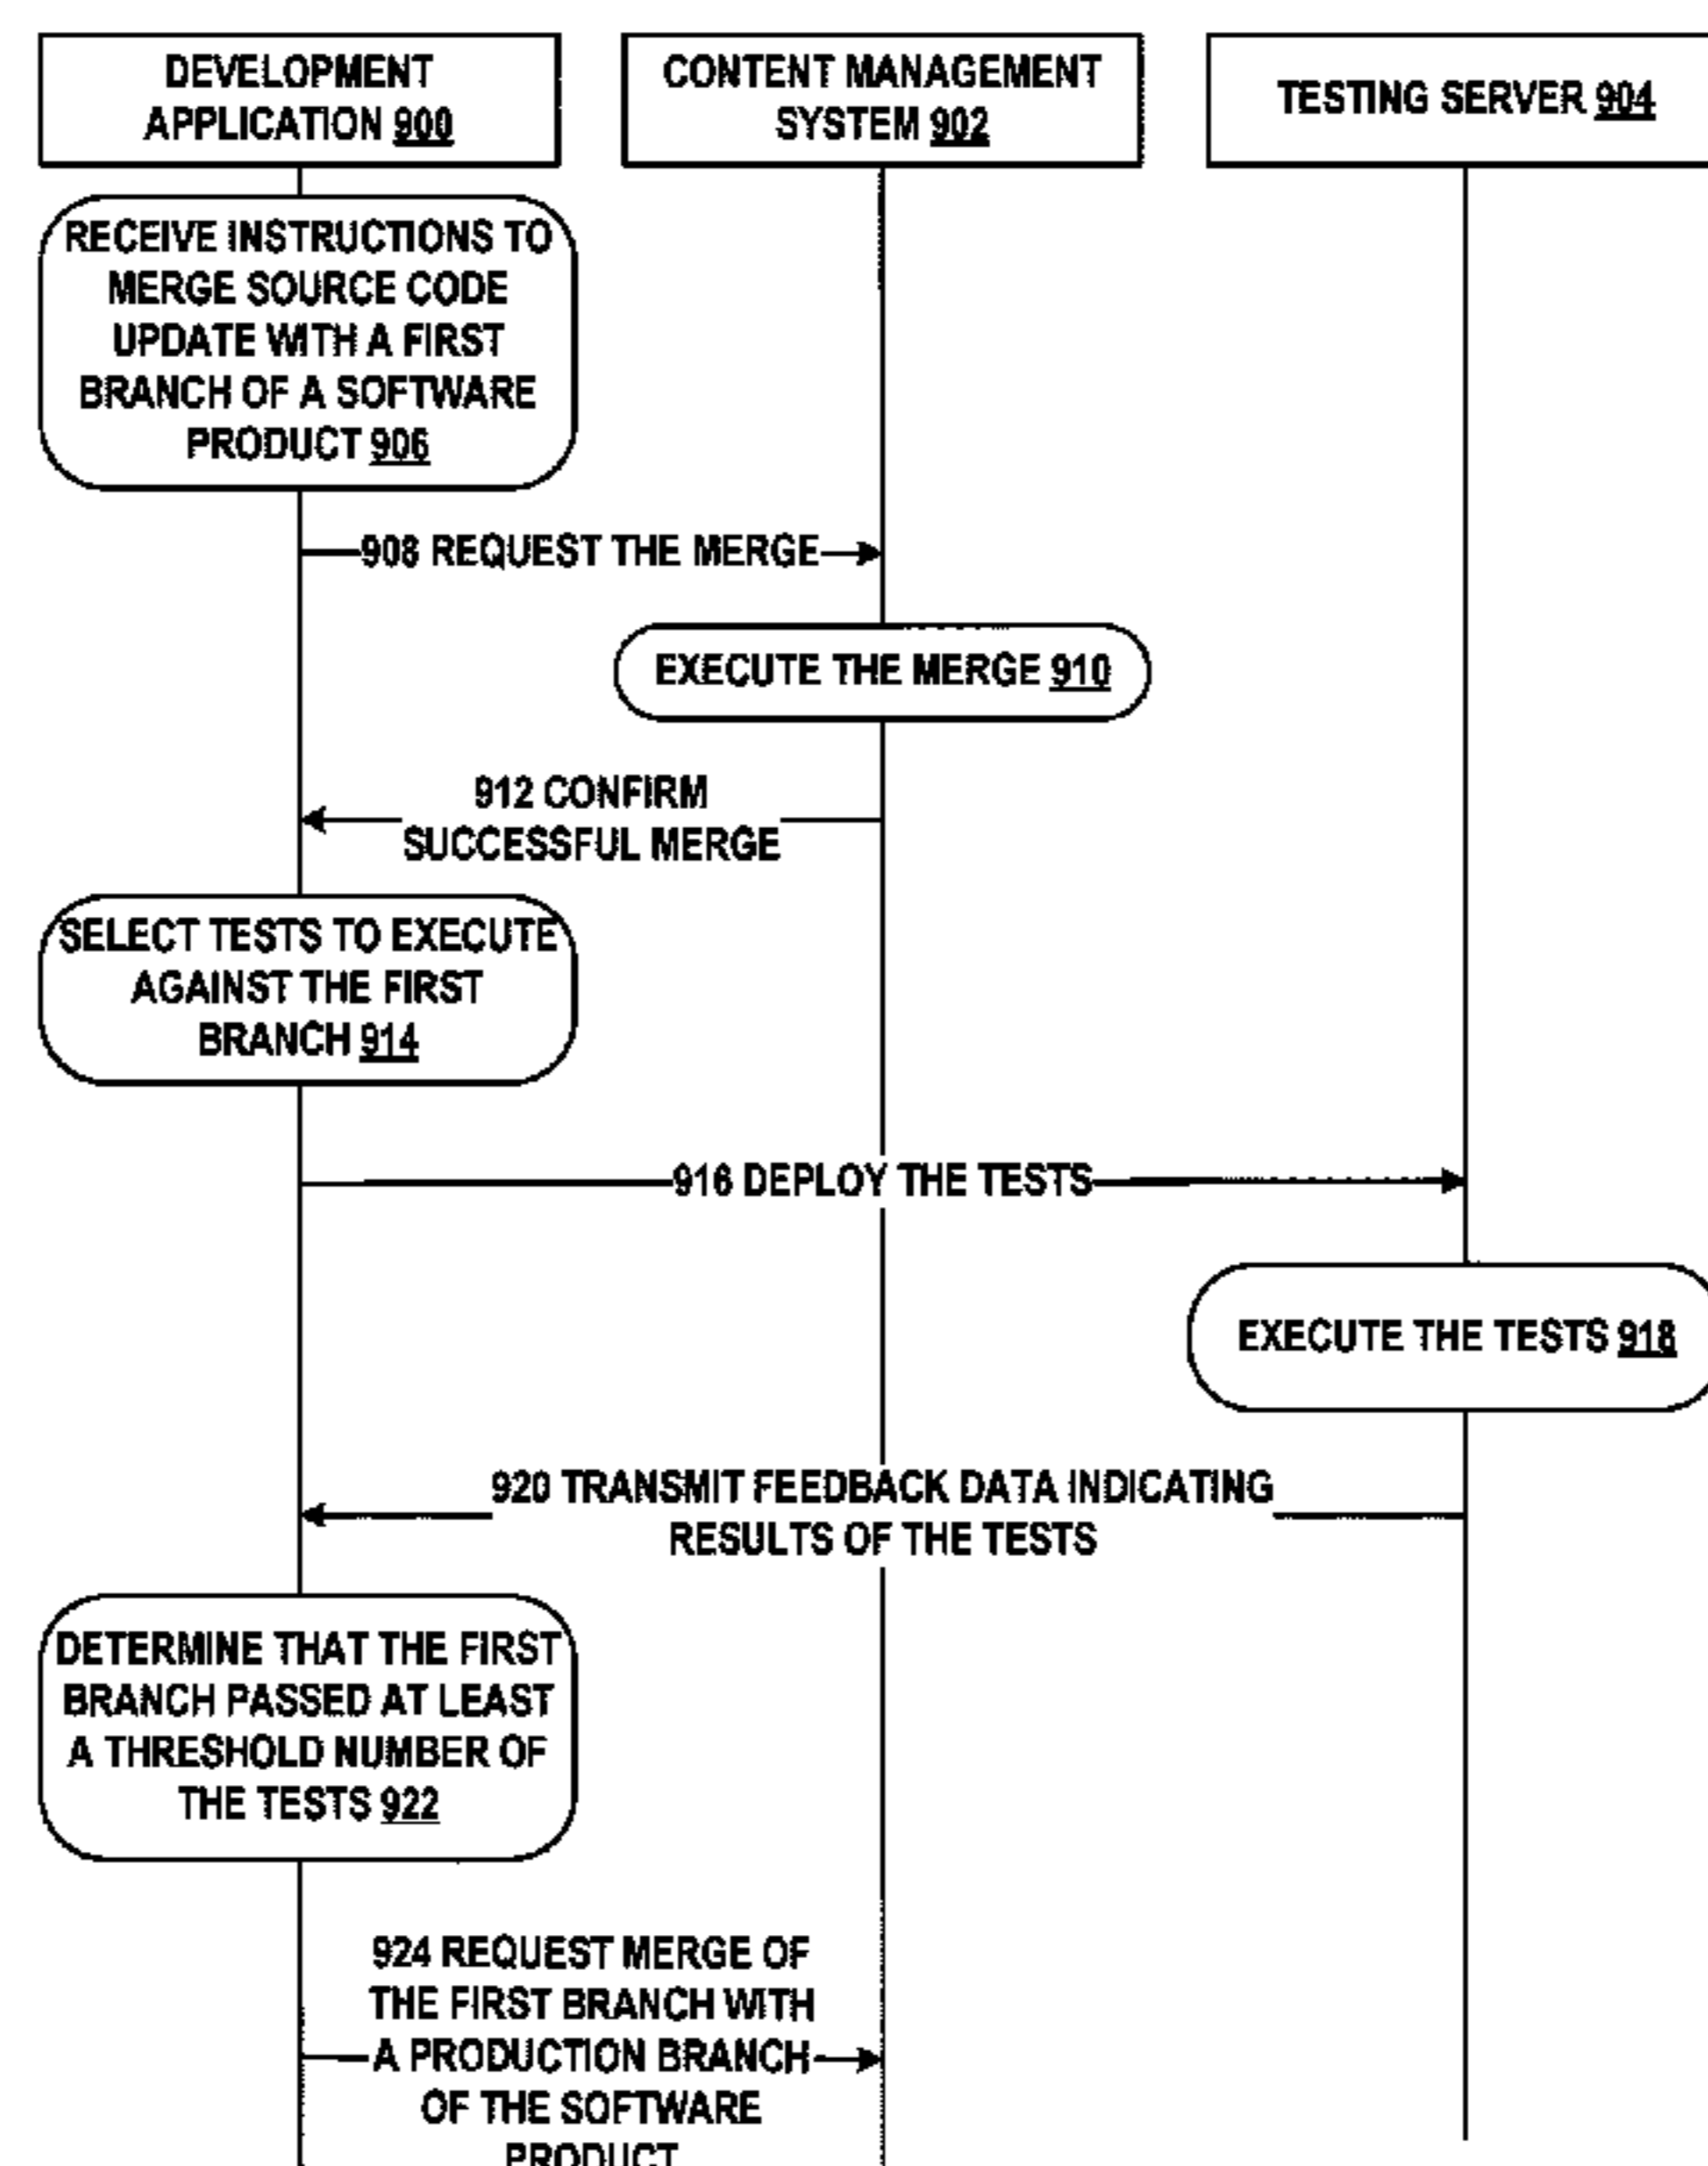 DEVELOPMENT
APPLICATION 900
CONTENT MANAGEMENT
SYSTEM 902
TESTING SERVER 904
RECEIVE INSTRUCTIONS TO
MERGE SOURCE CODE
UPDATE WITH A FIRST
BRANCH OF A SOFTWARE
PRODUCT 906
908 REQUEST THE MERGE
EXECUTE THE MERGE 910
912 CONFIRM
SUCCESSFUL MERGE
SELECT TESTS TO EXECUTE
AGAINST THE FIRST
BRANCH 914
916 DEPLOY THE TESTS
EXECUTE THE TESTS 918
920 TRANSMIT FEEDBACK DATA INDICATING
RESULTS OF THE TESTS
DETERMINE THAT THE FIRST
BRANCH PASSED AT LEAST
A THRESHOLD NUMBER OF
THE TESTS 922
924 REQUEST MERGE OF
THE FIRST BRANCH WITH
A PRODUCTION BRANCH
OF THE SOFTWARE
PRODUCT